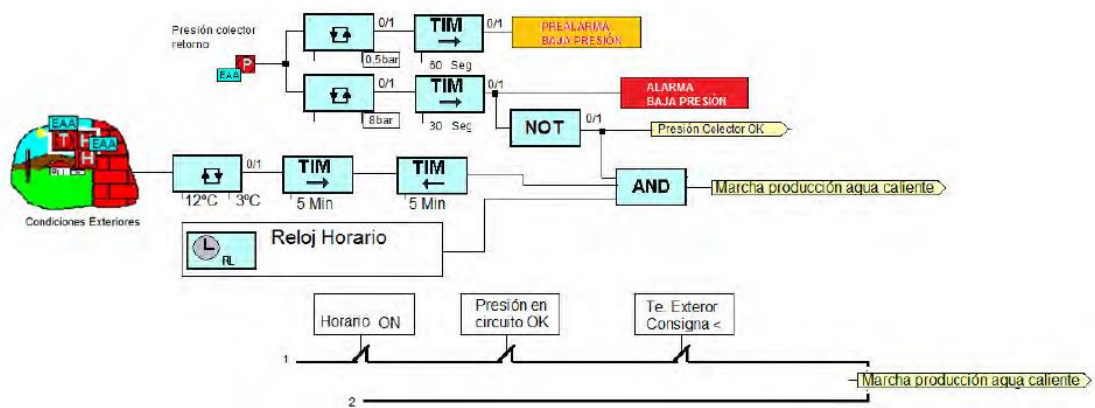 Presión colector
retorno
P
EAA
0/1
0,5bar
TIM
60 Seg
0/1
PREALARMA
BAJA PRESIÓN
0/1
8bar
TIM
30 Seg
0/1
ALARMA
BAJA PRESIÓN
NOT
0/1
Presión Colector OK
EAA
T
EAA
H
Condiciones Exteriores
0/1
12ºC 3ºC
TIM
5 Min
TIM
5 Min
AND
Marcha producción agua caliente
Reloj Horario
RL
Horario ON
Presión en
circuito OK
Te. Exteror
Consigna <
1
2
Marcha producción agua caliente